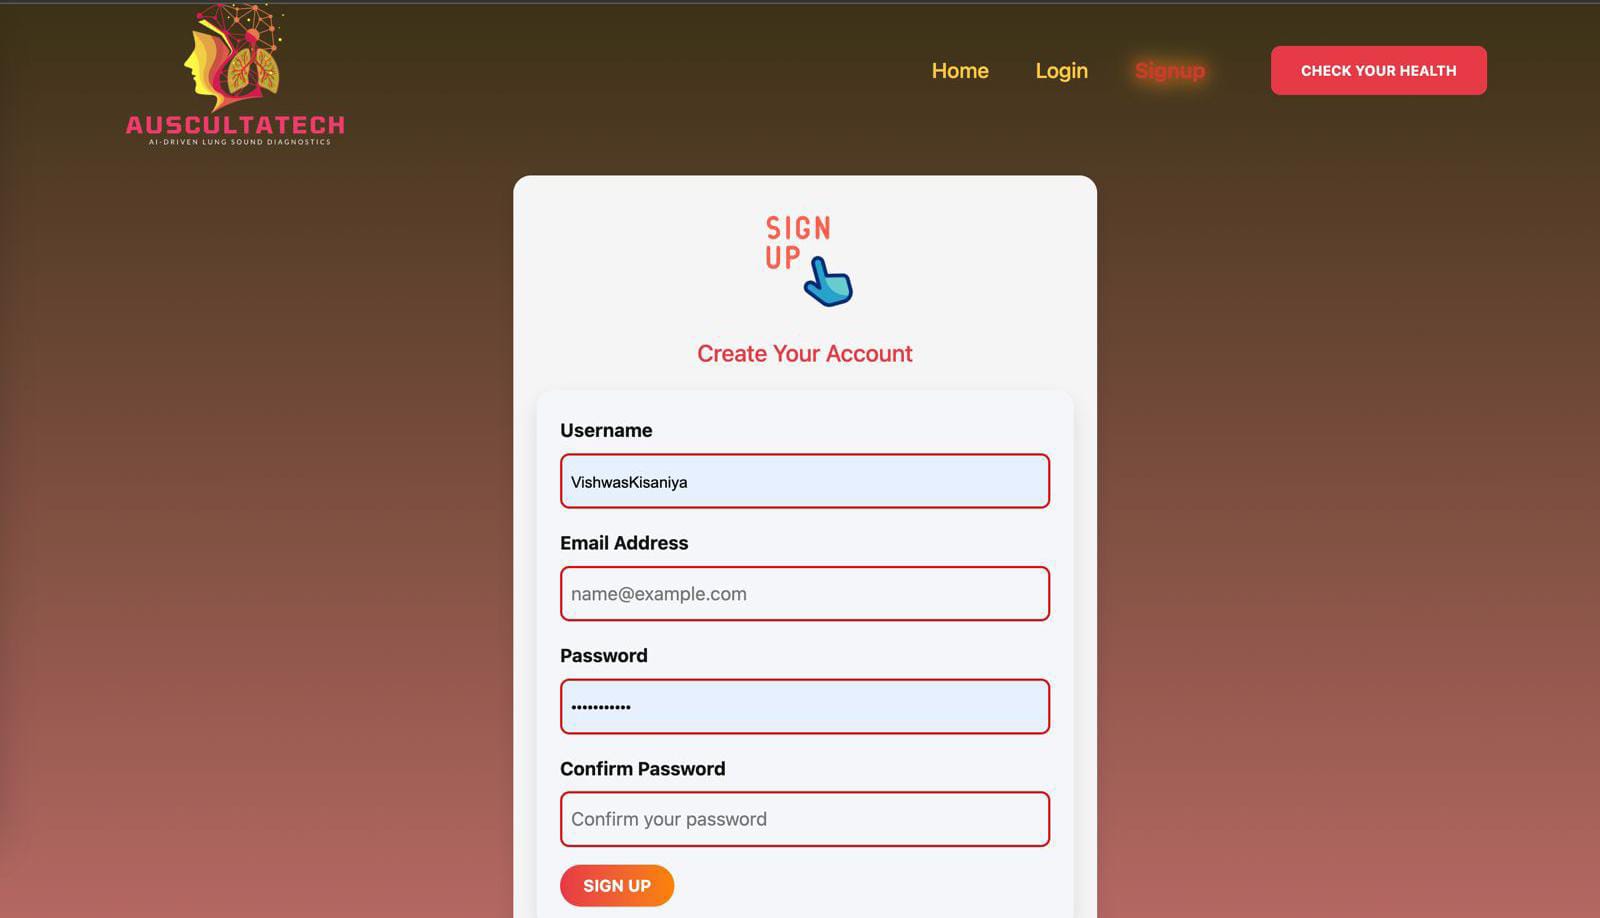 AUSCULTATECH
AI-DRIVEN LUNG SOUND DIAGNOSTICS
Home
Login
Signup
CHECK YOUR HEALTH
SIGN
UP
Create Your Account
Username
VishwasKisaniya
Email Address
name@example.com
Password
•••••••••••
Confirm Password
Confirm your password
SIGN UP